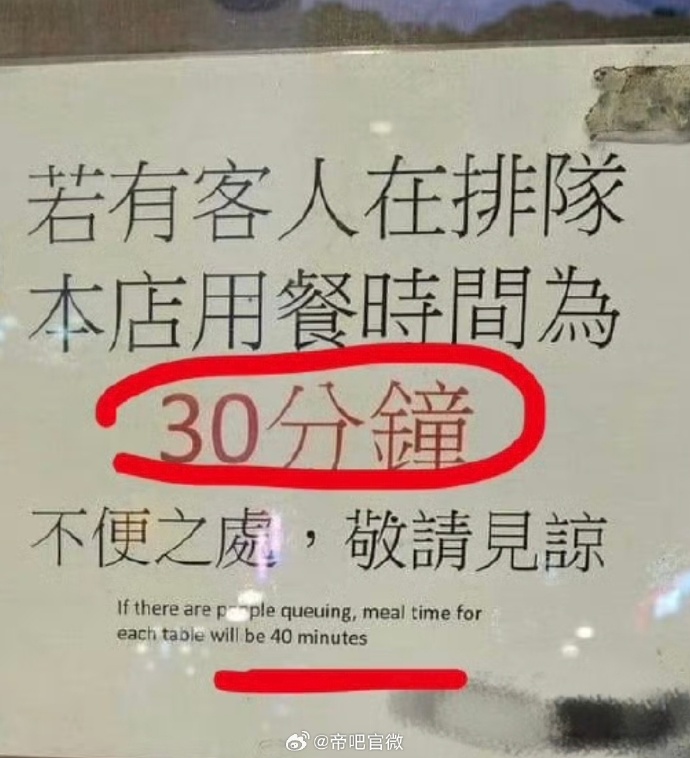 若有客人在排隊
本店用餐時間為
30分鐘
不便之處，敬請見諒
If there are people queuing, meal time for
each table will be 40 minutes
@帝吧官微